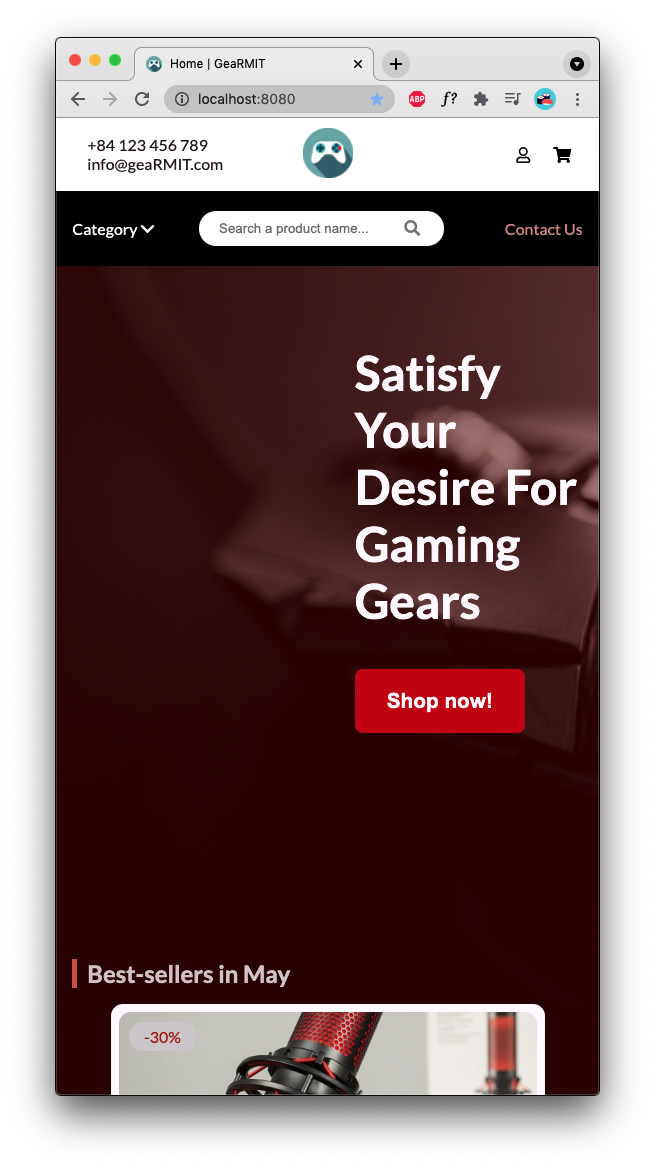 Home | GeaRMIT
localhost:8080
ABP
f?
+84 123 456 789
info@geaRMIT.com
Category
Search a product name...
Contact Us
Satisfy
Your
Desire For
Gaming
Gears
Shop now!
Best-sellers in May
-30%